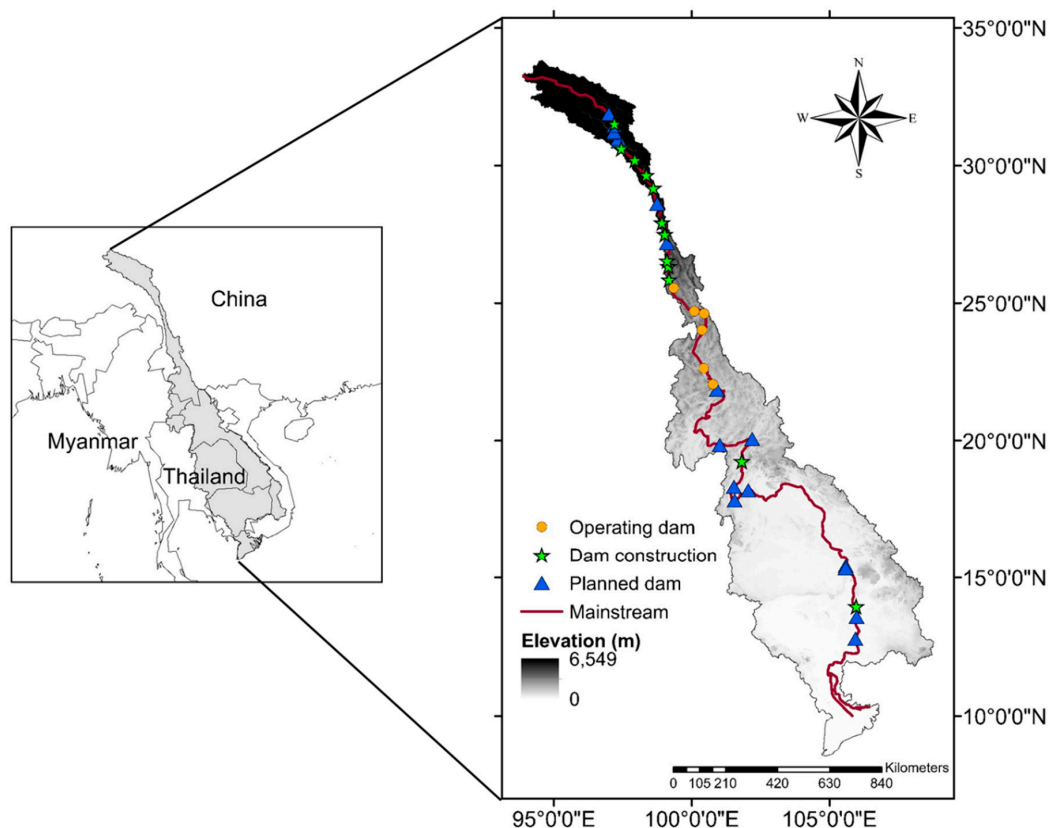 China
Myanmar
Thailand
35°0'0"N
30°0'0"N
25°0'0"N
20°0'0"N
15°0'0"N
10°0'0"N
N
W
E
S
Operating dam
Dam construction
Planned dam
Mainstream
Elevation (m)
6,549
0
Kilometers
0 105 210 420 630 840
95°0'0"E 100°0'0"E 105°0'0"E